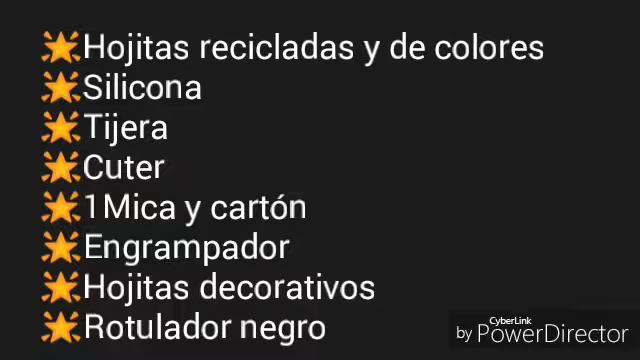 🌟Hojitas recicladas y de colores
🌟Silicona
🌟Tijera
🌟Cuter
🌟1Mica y cartón
🌟Engrampador
🌟Hojitas decorativos
🌟Rotulador negro
CyberLink
by PowerDirector